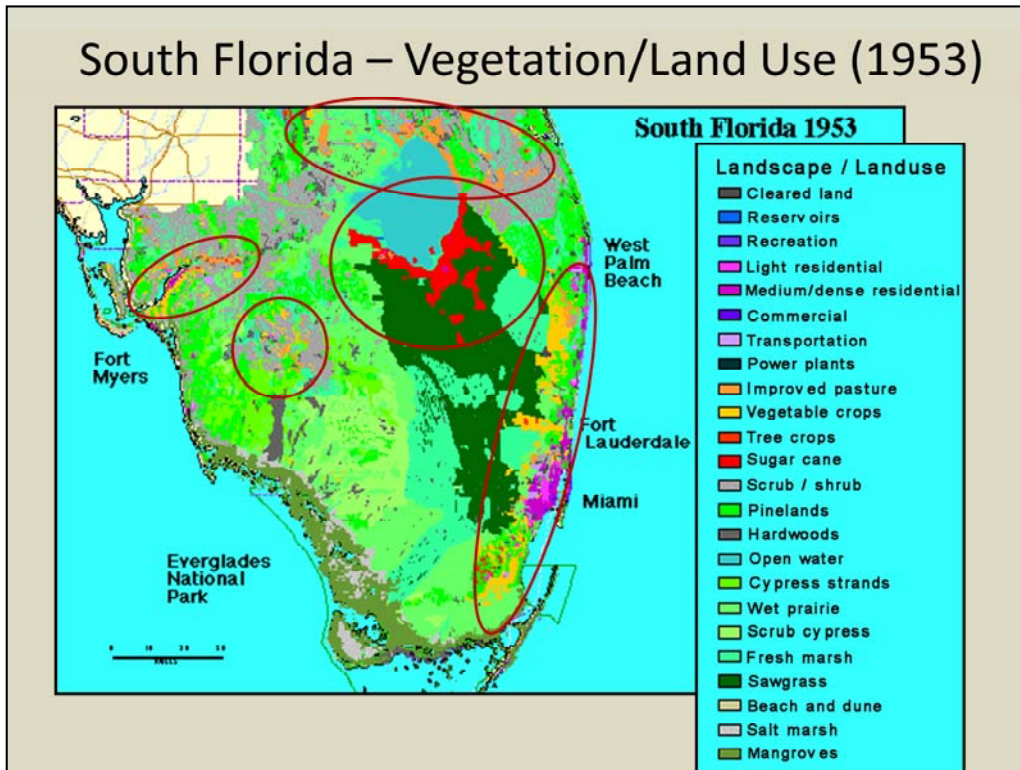 South Florida – Vegetation/Land Use (1953)
South Florida 1953
Landscape / Landuse
Cleared land
Reservoirs
Recreation
Light residential
Medium/dense residential
Commercial
Transportation
Power plants
Improved pasture
Vegetable crops
Tree crops
Sugar cane
Scrub / shrub
Pinelands
Hardwoods
Open water
Cypress strands
Wet prairie
Scrub cypress
Fresh marsh
Sawgrass
Beach and dune
Salt marsh
Mangroves
West
Palm
Beach
Fort
Myers
Fort
Lauderdale
Miami
Everglades
National
Park
0
MILES